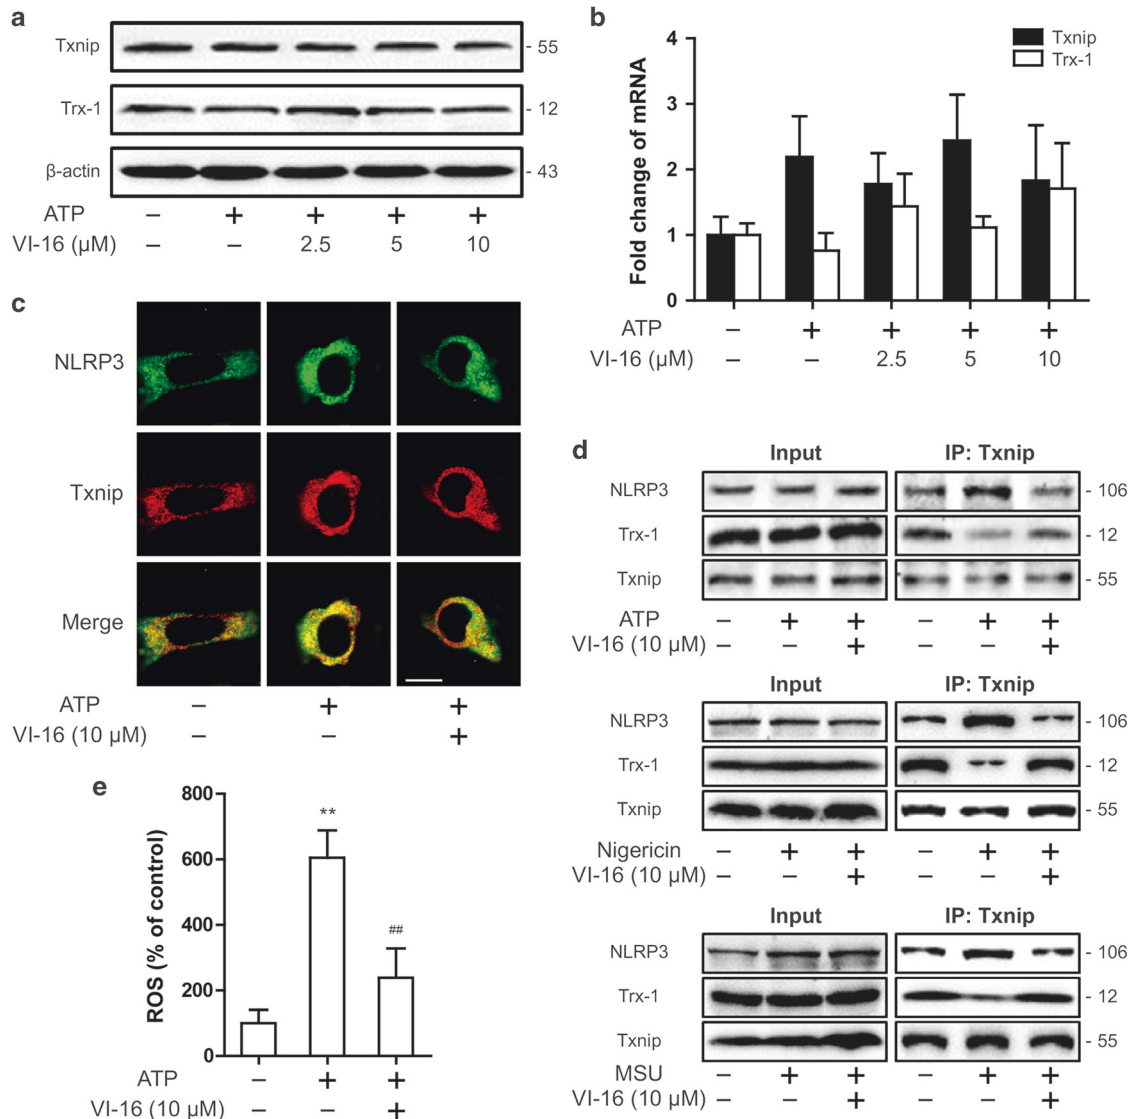 a
Txnip - 55
Trx-1 - 12
β-actin - 43
ATP – + + + +
VI-16 (μM) – – 2.5 5 10
b
Txnip
Trx-1
Fold change of mRNA
4
3
2
1
0
ATP – + + + +
VI-16 (μM) – – 2.5 5 10
c
NLRP3
Txnip
Merge
ATP – + +
VI-16 (10 μM) – – +
d
Input IP: Txnip
NLRP3 - 106
Trx-1 - 12
Txnip - 55
ATP – + + – + +
VI-16 (10 μM) – – + – – +
Input IP: Txnip
NLRP3 - 106
Trx-1 - 12
Txnip - 55
Nigericin – + + – + +
VI-16 (10 μM) – – + – – +
Input IP: Txnip
NLRP3 - 106
Trx-1 - 12
Txnip - 55
MSU – + + – + +
VI-16 (10 μM) – – + – – +
e
ROS (% of control)
800
600
400
200
0
**
##
ATP – + +
VI-16 (10 μM) – – +